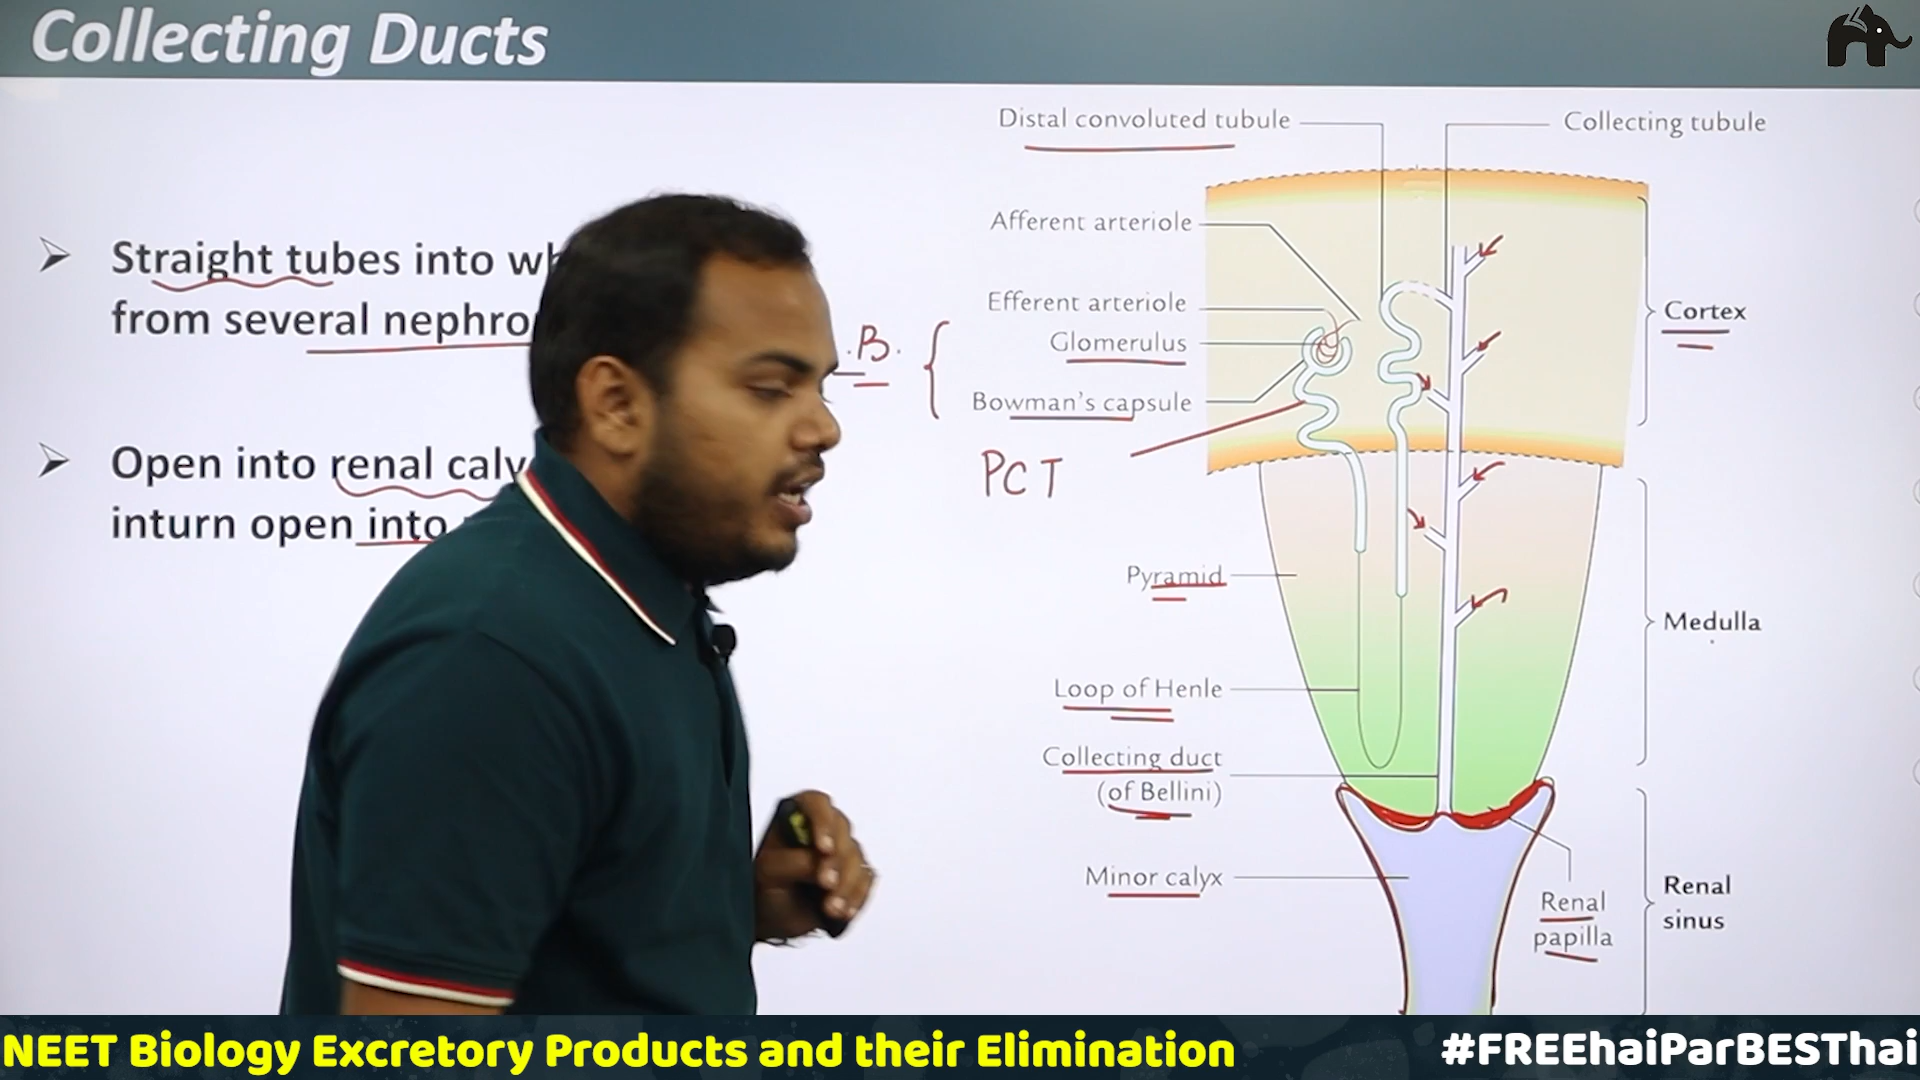 Collecting Ducts
Straight tubes into wh
from several nephro
Open into renal caly
inturn open into
.B.
PCT
Distal convoluted tubule
Collecting tubule
Afferent arteriole
Efferent arteriole
Glomerulus
Bowman's capsule
Cortex
Pyramid
Medulla
Loop of Henle
Collecting duct
(of Bellini)
Minor calyx
Renal
papilla
Renal
sinus
NEET Biology Excretory Products and their Elimination
#FREEhaiParBESThai